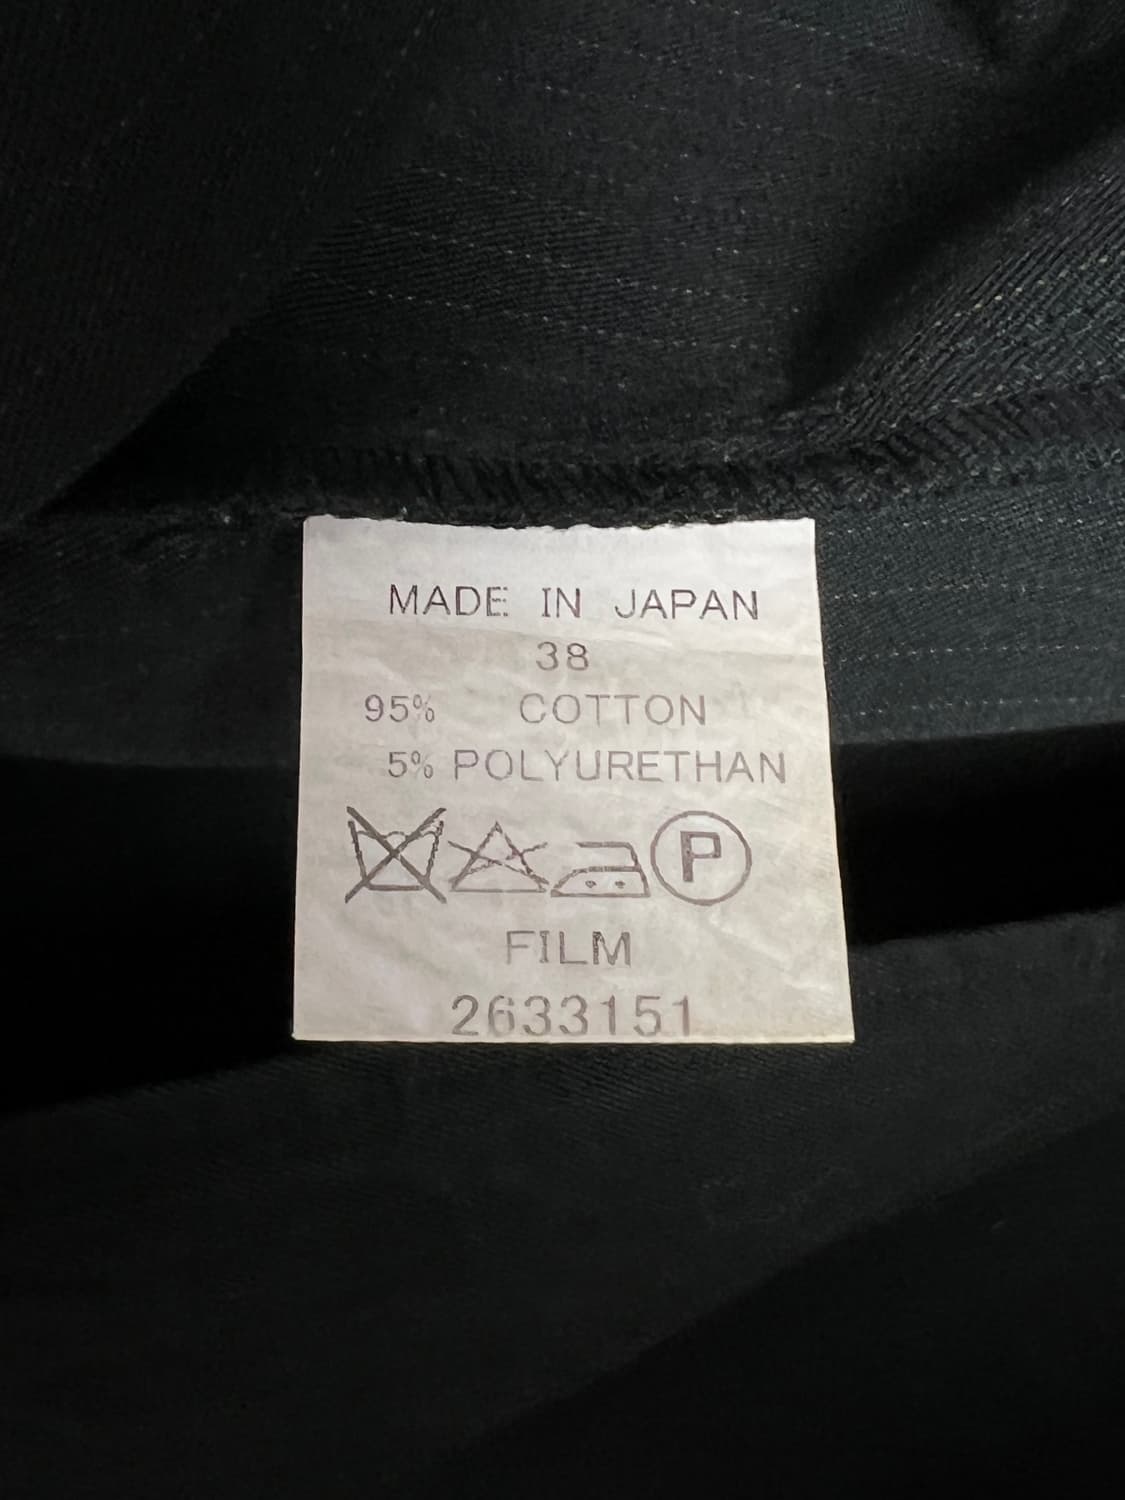 MADE IN JAPAN
38
95% COTTON
5% POLYURETHAN
P
FILM
2633151